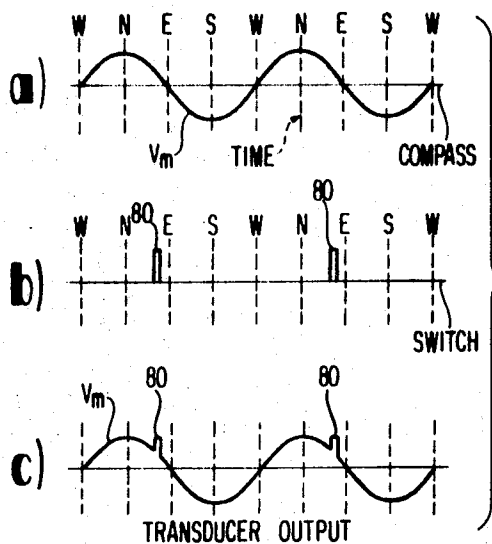 W N E S W N E S W
a)
Vm
TIME
COMPASS
80 80
W N E S W N E S W
b)
SWITCH
Vm 80 80
c)
TRANSDUCER OUTPUT